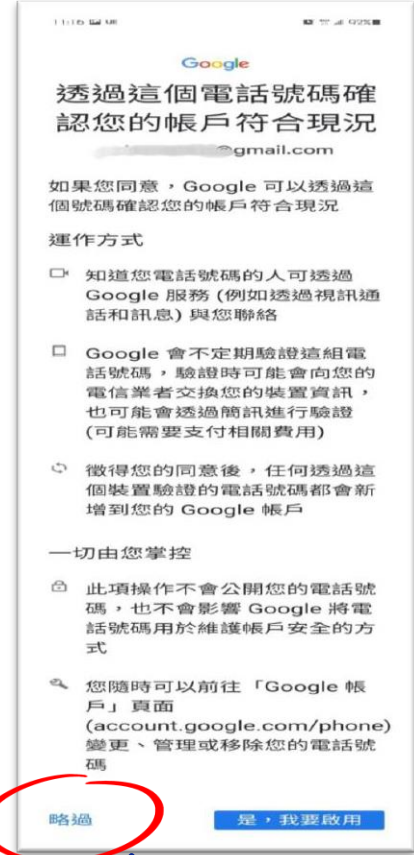 Google
透過這個電話號碼確
認您的帳戶符合現況
@gmail.com
如果您同意，Google 可以透過這
個號碼確認您的帳戶符合現況
運作方式
知道您電話號碼的人可透過
Google 服務 (例如透過視訊通
話和訊息) 與您聯絡
Google 會不定期驗證這組電
話號碼，驗證時可能會向您的
電信業者交換您的裝置資訊，
也可能會透過簡訊進行驗證
(可能需要支付相關費用)
徵得您的同意後，任何透過這
個裝置驗證的電話號碼都會新
增到您的 Google 帳戶
一切由您掌控
此項操作不會公開您的電話號
碼，也不會影響 Google 將電
話號碼用於維護帳戶安全的方
式
您隨時可以前往「Google 帳
戶」頁面
(account.google.com/phone)
變更、管理或移除您的電話號
碼
略過
是，我要啟用